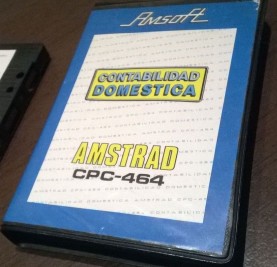 Amsoft
CONTABILIDAD
DOMESTICA
AMSTRAD
CPC-464